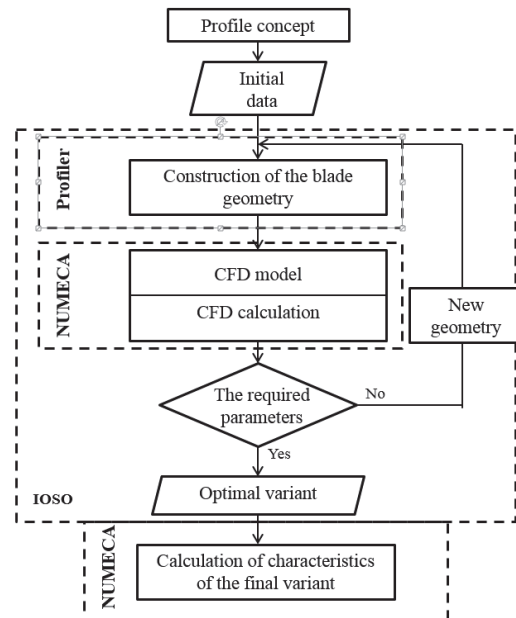 Profile concept
Initial
data
Profiler
Construction of the blade
geometry
NUMECA
CFD model
CFD calculation
New
geometry
The required
parameters
No
Yes
Optimal variant
IOSO
NUMECA
Calculation of characteristics
of the final variant